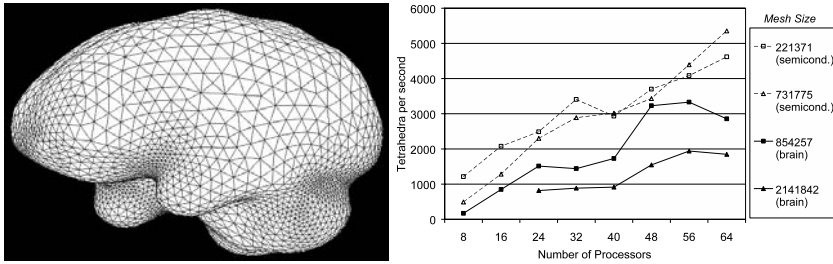 6000
5000
4000
3000
2000
1000
0
Tetrahedra per second
8 16 24 32 40 48 56 64
Number of Processors
Mesh Size
221371
(semicond.)
731775
(semicond.)
854257
(brain)
2141842
(brain)